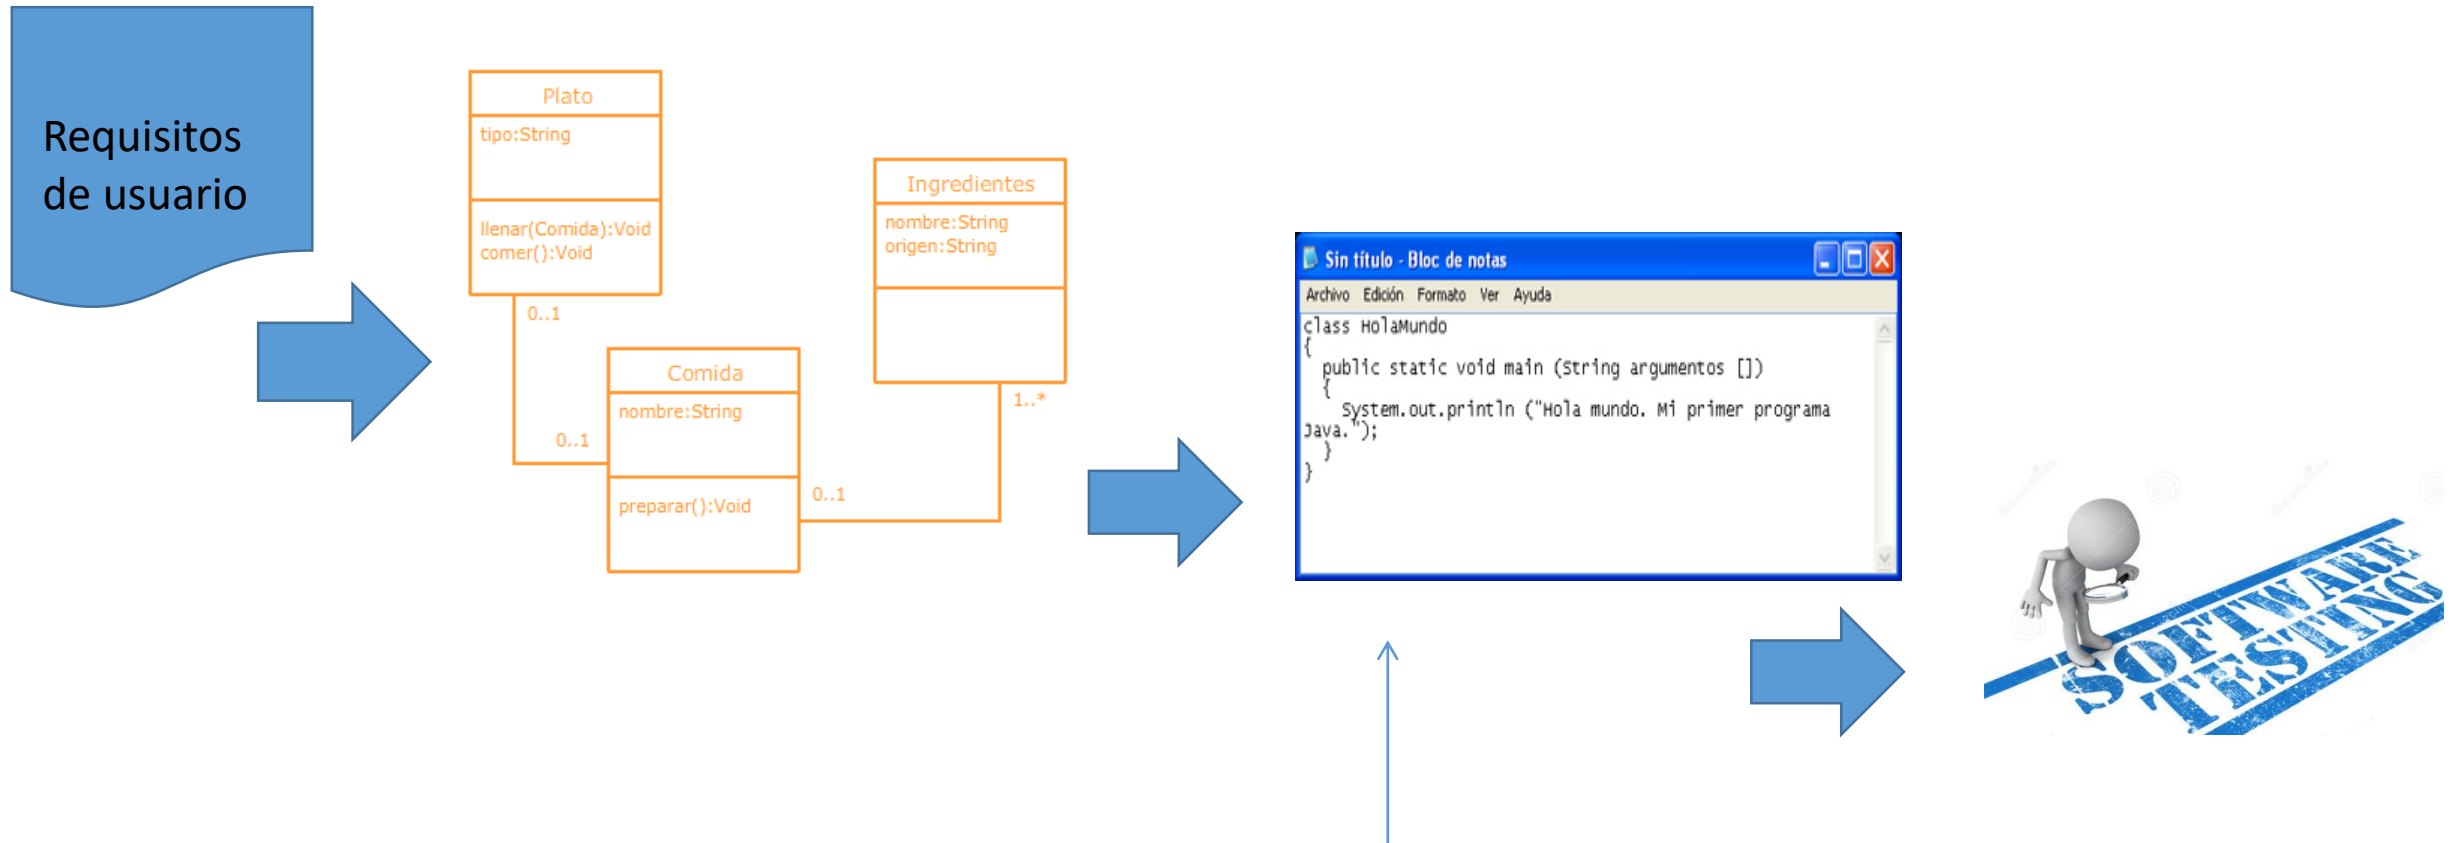 Requisitos
de usuario
Plato
tipo:String
llenar(Comida):Void
comer():Void
0..1
0..1
Comida
nombre:String
preparar():Void
0..1
Ingredientes
nombre:String
origen:String
1..*
Sin título - Bloc de notas
Archivo Edición Formato Ver Ayuda
class HolaMundo
{
public static void main (String argumentos [])
{
System.out.println ("Hola mundo. Mi primer programa
Java.");
}
}
SOFTWARE
TESTING